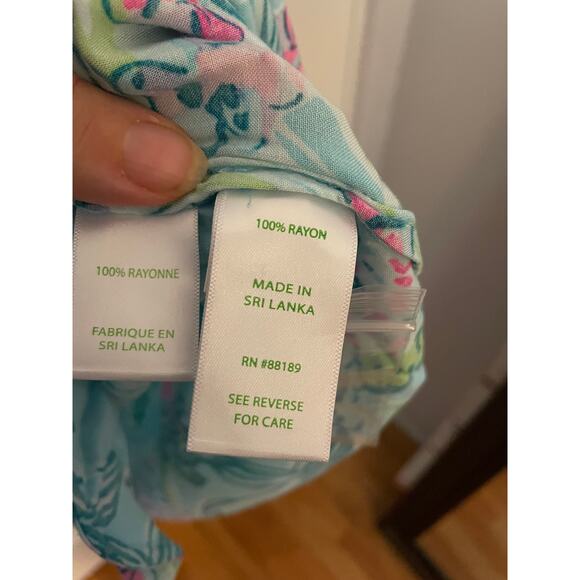 100% RAYONNE
FABRIQUE EN
SRI LANKA
100% RAYON
MADE IN
SRI LANKA
RN #88189
SEE REVERSE
FOR CARE